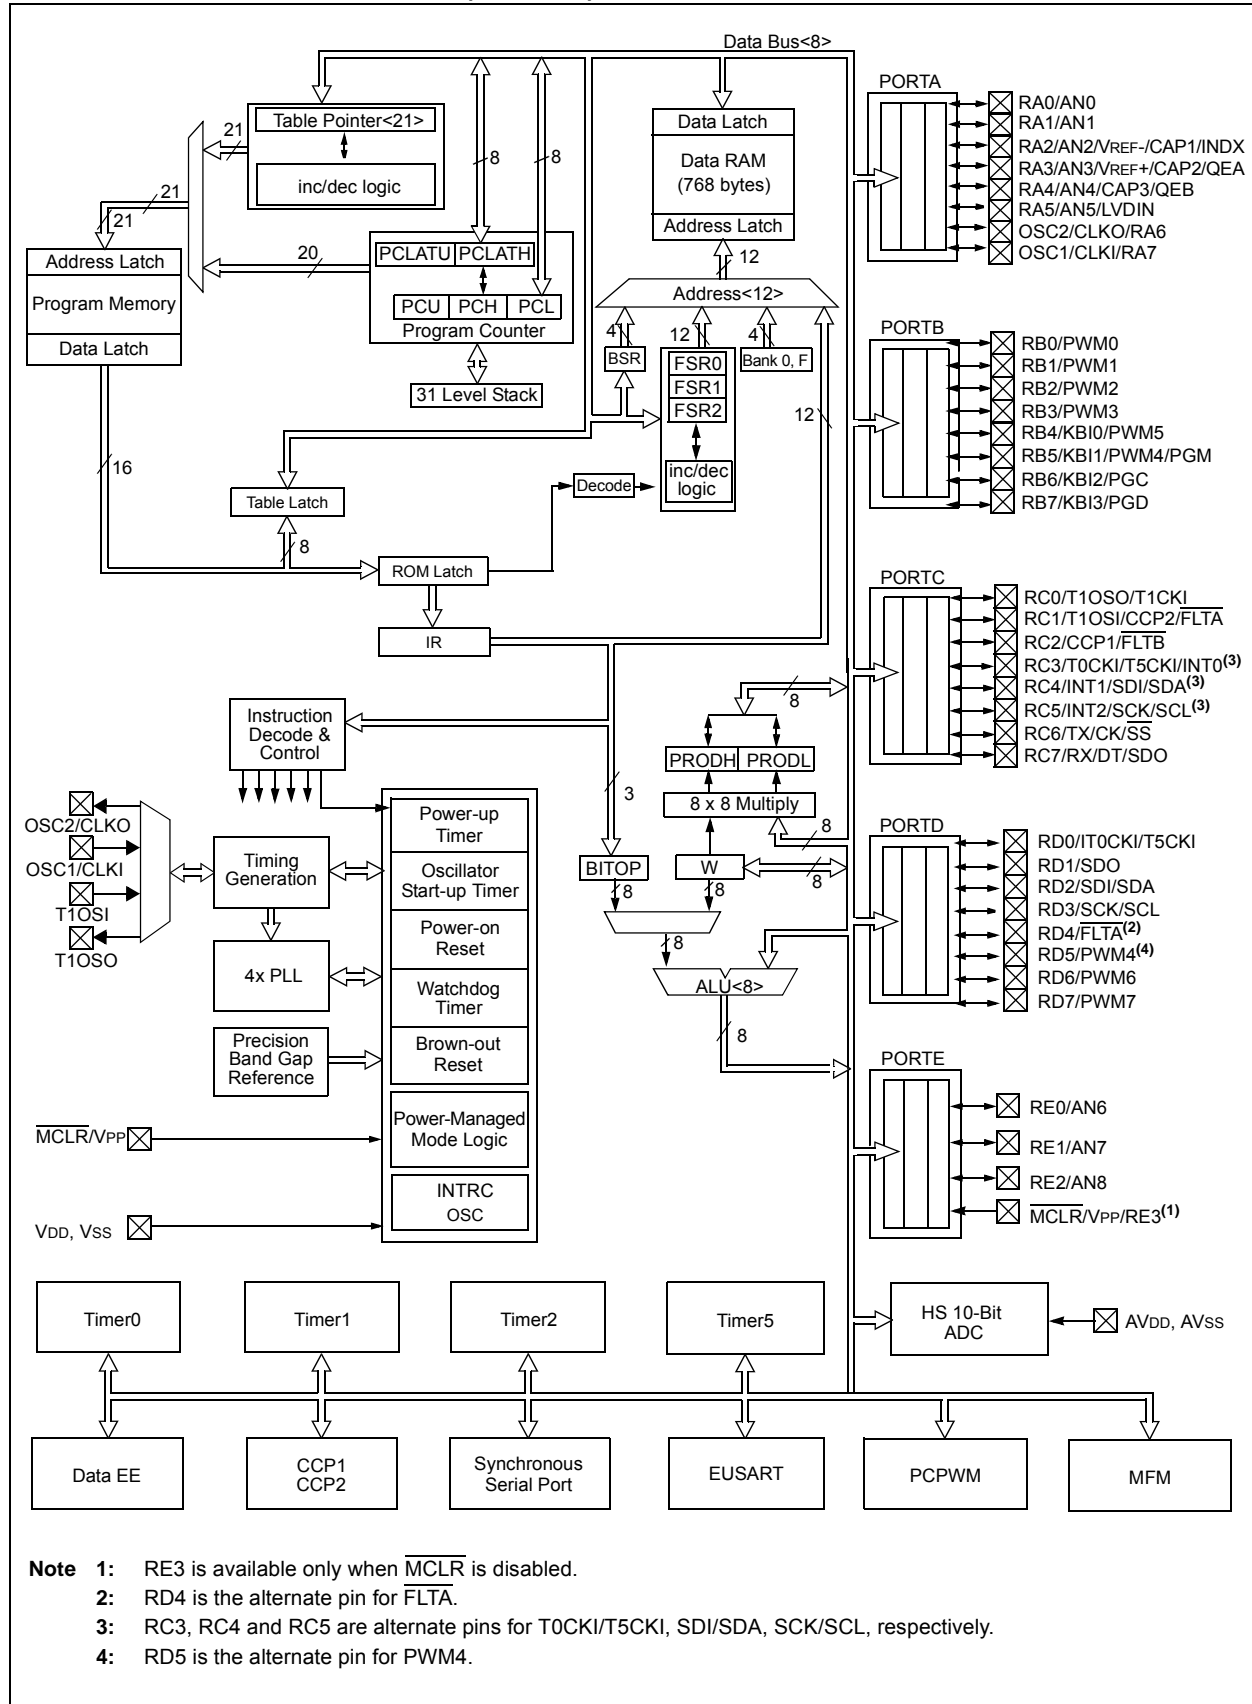 Data Bus<8>
PORTA
Table Pointer<21>
inc/dec logic
21
21
21
20
8
8
Data Latch
Data RAM
(768 bytes)
Address Latch
12
Address<12>
RA0/AN0
RA1/AN1
RA2/AN2/VREF-/CAP1/INDX
RA3/AN3/VREF+/CAP2/QEA
RA4/AN4/CAP3/QEB
RA5/AN5/LVDIN
OSC2/CLKO/RA6
OSC1/CLKI/RA7
Address Latch
Program Memory
Data Latch
PCLATU PCLATH
PCU PCH PCL
Program Counter
31 Level Stack
4
12
4
BSR
FSR0
FSR1
FSR2
Bank 0, F
inc/dec
logic
12
PORTB
RB0/PWM0
RB1/PWM1
RB2/PWM2
RB3/PWM3
RB4/KBI0/PWM5
RB5/KBI1/PWM4/PGM
RB6/KBI2/PGC
RB7/KBI3/PGD
16
Table Latch
8
Decode
ROM Latch
IR
PORTC
RC0/T1OSO/T1CKI
RC1/T1OSI/CCP2/FLTA
RC2/CCP1/FLTB
RC3/T0CKI/T5CKI/INT0(3)
RC4/INT1/SDI/SDA(3)
RC5/INT2/SCK/SCL(3)
RC6/TX/CK/SS
RC7/RX/DT/SDO
Instruction
Decode &
Control
8
PRODH PRODL
8 x 8 Multiply
3
8
BITOP
W
8
8
8
8
ALU<8>
8
OSC2/CLKO
OSC1/CLKI
T1OSI
T1OSO
Timing
Generation
4x PLL
Precision
Band Gap
Reference
Power-up
Timer
Oscillator
Start-up Timer
Power-on
Reset
Watchdog
Timer
Brown-out
Reset
Power-Managed
Mode Logic
INTRC
OSC
MCLR/VPP
VDD, VSS
PORTD
RD0/IT0CKI/T5CKI
RD1/SDO
RD2/SDI/SDA
RD3/SCK/SCL
RD4/FLTA(2)
RD5/PWM4(4)
RD6/PWM6
RD7/PWM7
PORTE
RE0/AN6
RE1/AN7
RE2/AN8
MCLR/VPP/RE3(1)
Timer0
Timer1
Timer2
Timer5
HS 10-Bit
ADC
AVDD, AVSS
Data EE
CCP1
CCP2
Synchronous
Serial Port
EUSART
PCPWM
MFM
Note 1: RE3 is available only when MCLR is disabled.
2: RD4 is the alternate pin for FLTA.
3: RC3, RC4 and RC5 are alternate pins for T0CKI/T5CKI, SDI/SDA, SCK/SCL, respectively.
4: RD5 is the alternate pin for PWM4.